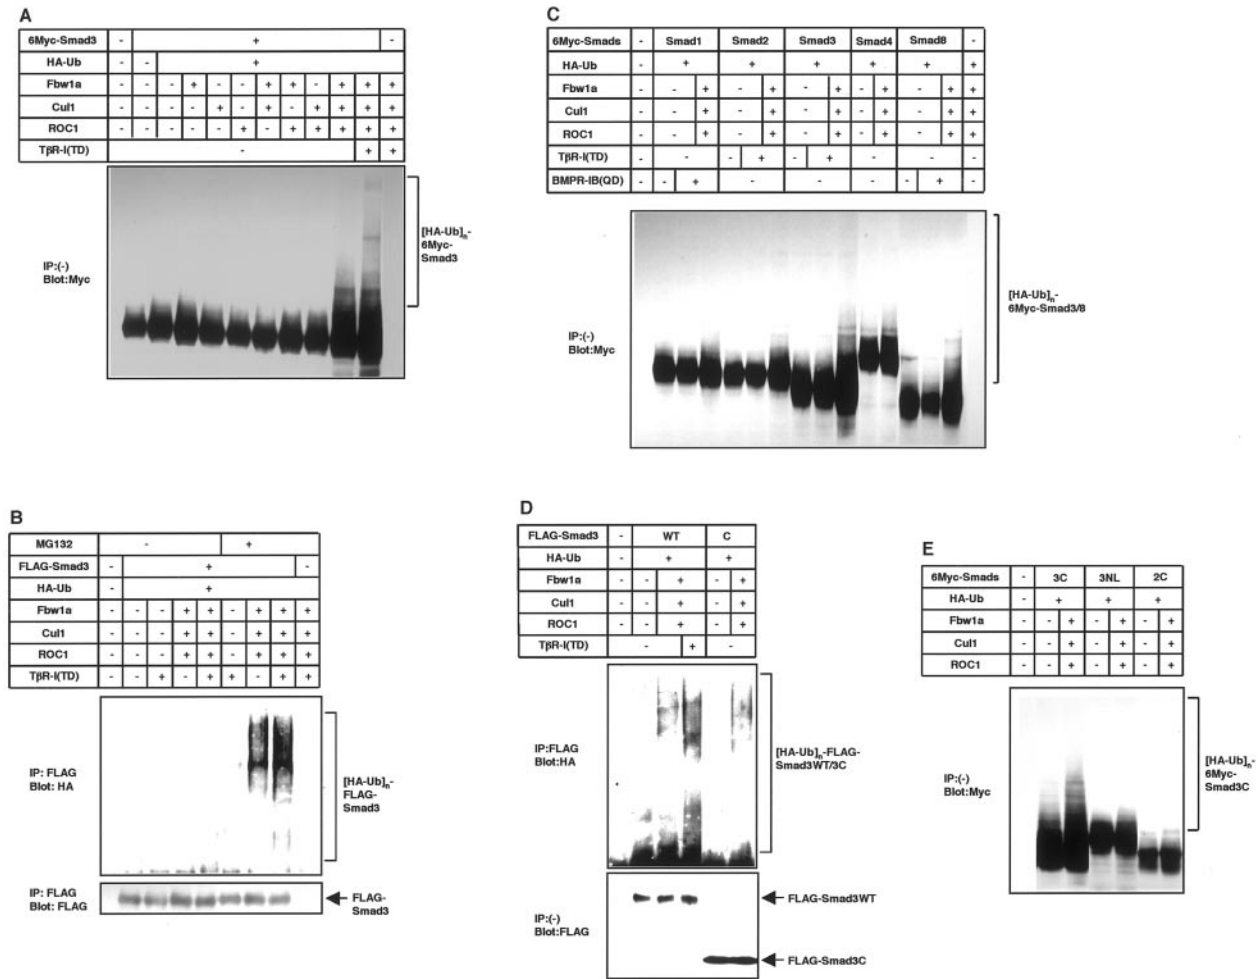 A
6Myc-Smad3 - + -
HA-Ub - - +
Fbw1a - - - + - - + + - + + +
Cul1 - - - - + - + - + + + +
ROC1 - - - - - + - + + + + +
TβR-I(TD) - + +
IP:(-)
Blot:Myc
[HA-Ub]n-
6Myc-
Smad3
C
6Myc-Smads - Smad1 Smad2 Smad3 Smad4 Smad8 -
HA-Ub - + + + + + +
Fbw1a - - + - + - + - + - + +
Cul1 - - + - + - + - + - + +
ROC1 - - + - + - + - + - + +
TβR-I(TD) - - - + - + - - -
BMPR-IB(QD) - - + - - - - + -
IP:(-)
Blot:Myc
[HA-Ub]n-
6Myc-Smad3/8
B
MG132 - +
FLAG-Smad3 - + -
HA-Ub - +
Fbw1a - - - + + - + + +
Cul1 - - - + + - + + +
ROC1 - - - + + - + + +
TβR-I(TD) - - + - + + - + +
IP: FLAG
Blot: HA
[HA-Ub]n-
FLAG-
Smad3
IP: FLAG
Blot: FLAG
FLAG-
Smad3
D
FLAG-Smad3 - WT C
HA-Ub - + +
Fbw1a - - + - +
Cul1 - - + - +
ROC1 - - + - +
TβR-I(TD) - - + -
IP:FLAG
Blot:HA
[HA-Ub]n-FLAG-
Smad3WT/3C
IP:(-)
Blot:FLAG
FLAG-Smad3WT
FLAG-Smad3C
E
6Myc-Smads - 3C 3NL 2C
HA-Ub - + + +
Fbw1a - - + - + - +
Cul1 - - + - + - +
ROC1 - - + - + - +
IP:(-)
Blot:Myc
[HA-Ub]n-
6Myc-
Smad3C